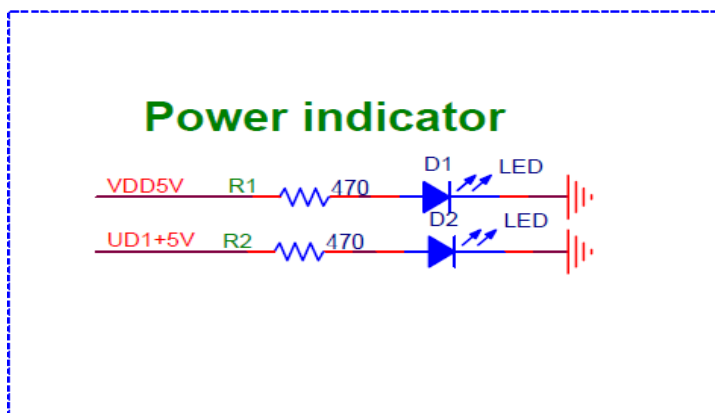 Power indicator
VDD5V R1 470 D1 LED
UD1+5V R2 470 D2 LED